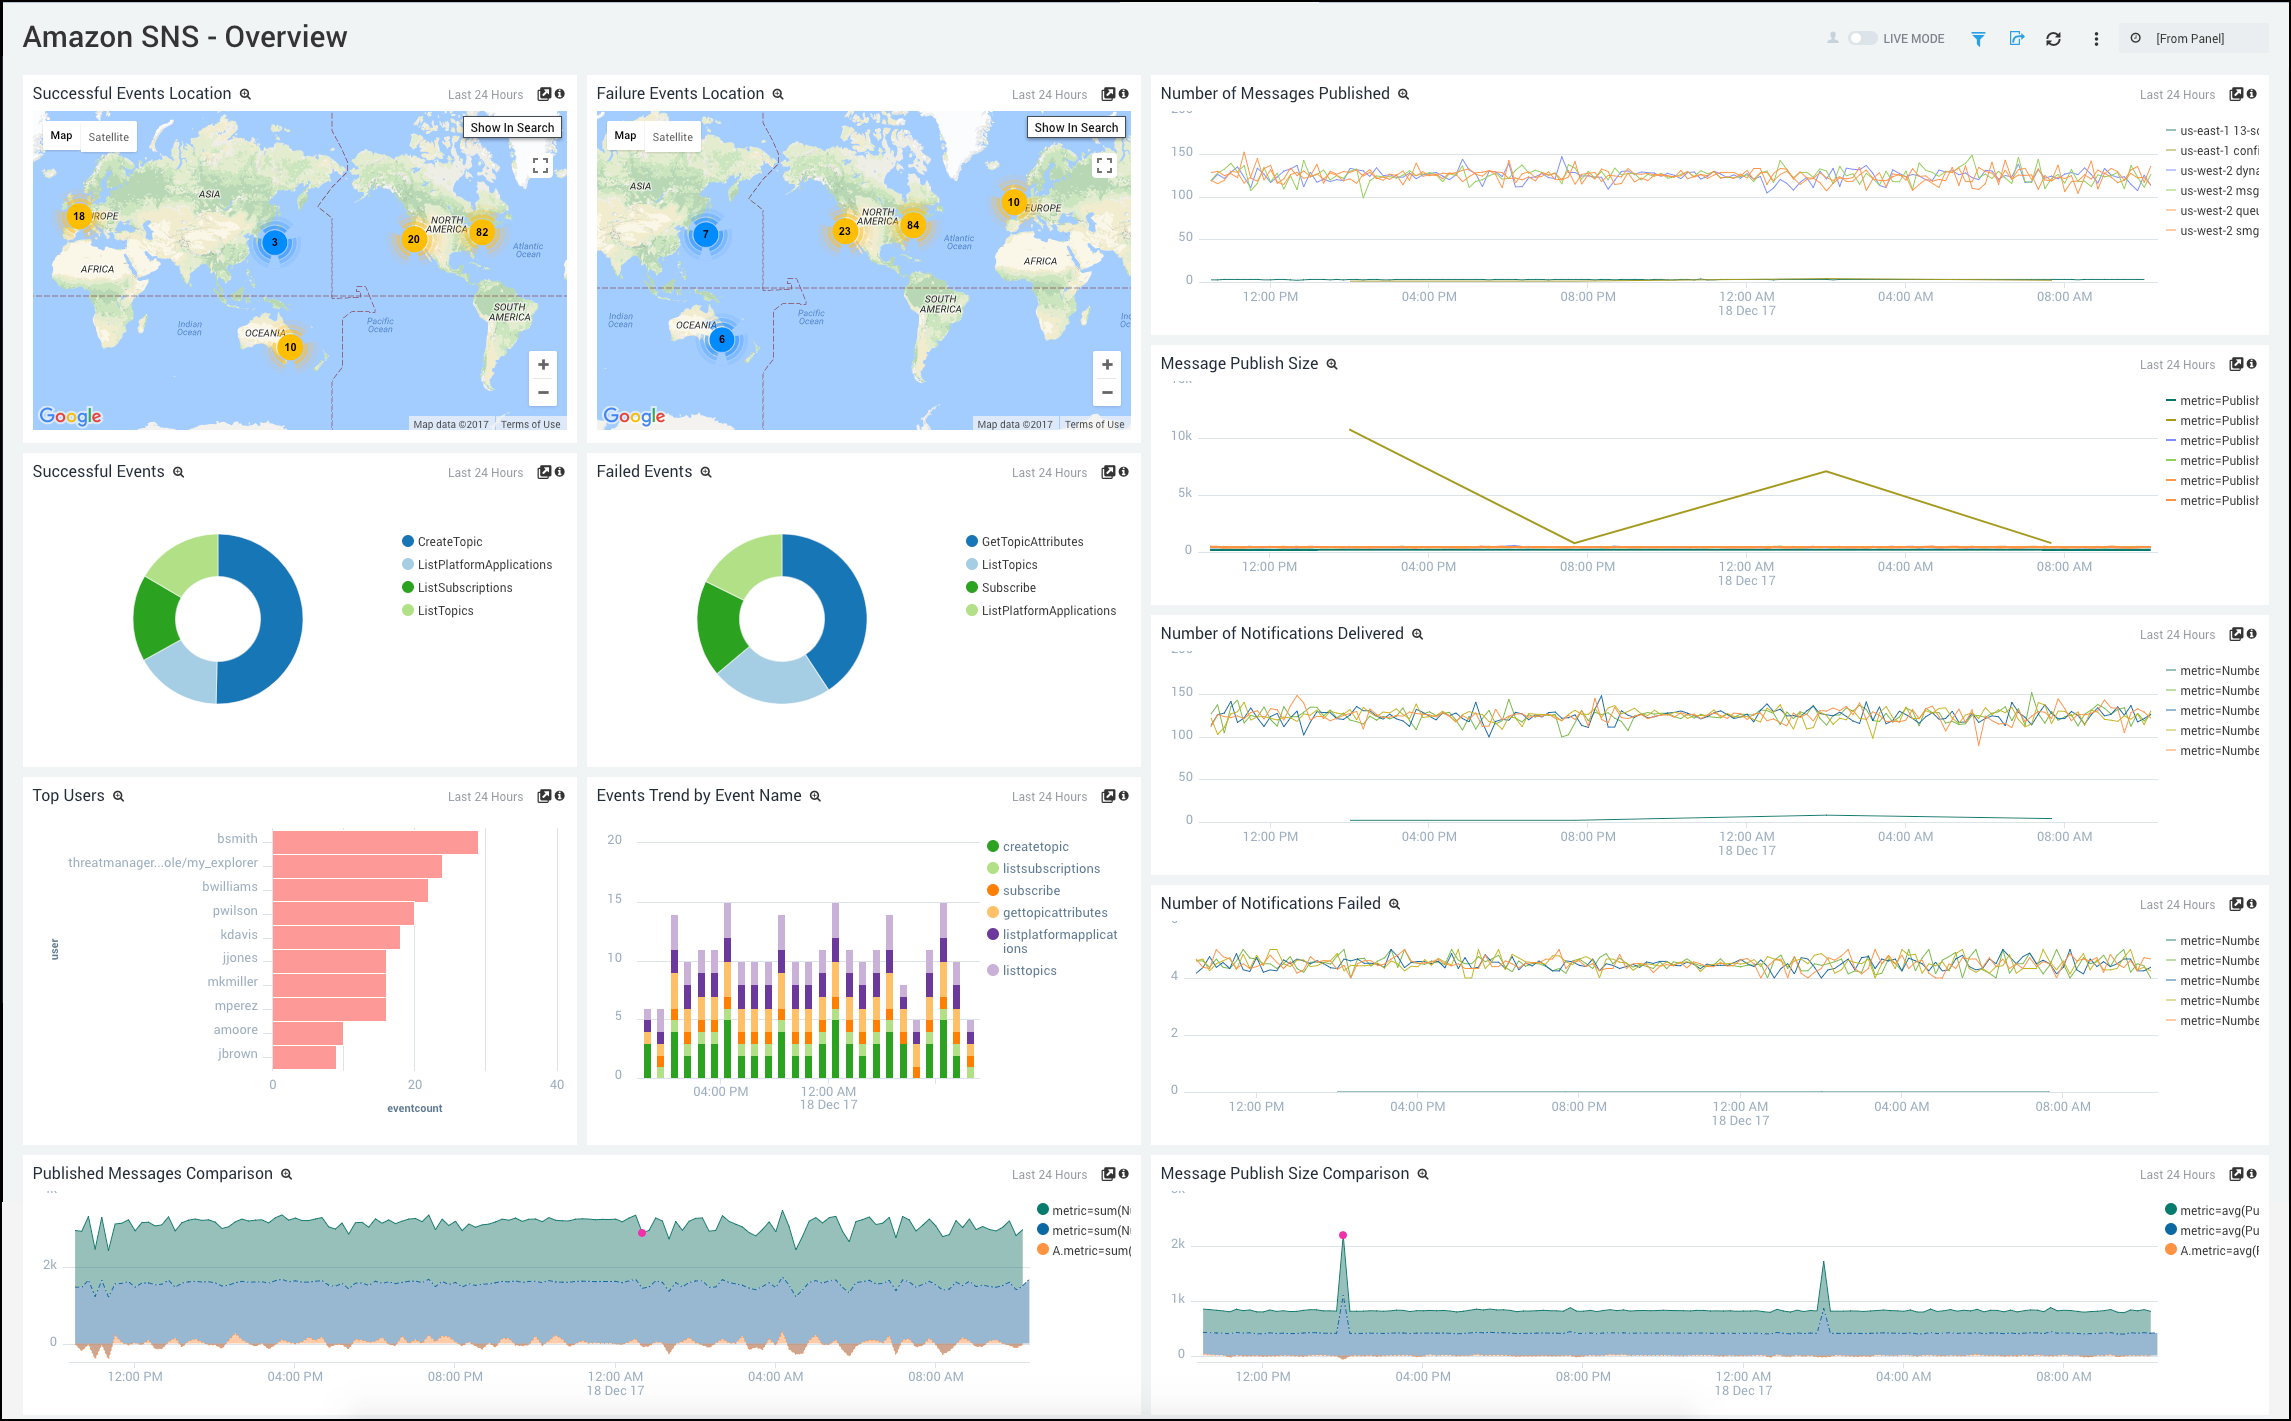 Amazon SNS - Overview
LIVE MODE
[From Panel]
Successful Events Location
Last 24 Hours
Map
Satellite
Show In Search
ASIA
NORTH
AMERICA
18
3
20
82
Atlantic
Ocean
AFRICA
SOUTH
AMERICA
Indian
Ocean
Pacific
Ocean
OCEANIA
10
Google
Map data ©2017
Terms of Use
Failure Events Location
Last 24 Hours
Map
Satellite
Show In Search
ASIA
NORTH
AMERICA
10
EUROPE
7
23
84
Atlantic
Ocean
AFRICA
SOUTH
AMERICA
Indian
Ocean
Pacific
Ocean
OCEANIA
6
Google
Map data ©2017
Terms of Use
Number of Messages Published
Last 24 Hours
150
100
50
0
12:00 PM
04:00 PM
08:00 PM
12:00 AM
18 Dec 17
04:00 AM
08:00 AM
us-east-1 13-sc
us-east-1 confi
us-west-2 dyna
us-west-2 msg
us-west-2 queu
us-west-2 smg
Message Publish Size
Last 24 Hours
10k
5k
0
12:00 PM
04:00 PM
08:00 PM
12:00 AM
18 Dec 17
04:00 AM
08:00 AM
metric=Publish
metric=Publish
metric=Publish
metric=Publish
metric=Publish
metric=Publish
Successful Events
Last 24 Hours
CreateTopic
ListPlatformApplications
ListSubscriptions
ListTopics
Failed Events
Last 24 Hours
GetTopicAttributes
ListTopics
Subscribe
ListPlatformApplications
Number of Notifications Delivered
Last 24 Hours
150
100
50
0
12:00 PM
04:00 PM
08:00 PM
12:00 AM
18 Dec 17
04:00 AM
08:00 AM
metric=Numbe
metric=Numbe
metric=Numbe
metric=Numbe
metric=Numbe
Top Users
Last 24 Hours
user
bsmith
threatmanager...ole/my_explorer
bwilliams
pwilson
kdavis
jjones
mkmiller
mperez
amoore
jbrown
0
20
40
eventcount
Events Trend by Event Name
Last 24 Hours
20
15
10
5
0
04:00 PM
12:00 AM
18 Dec 17
createtopic
listsubscriptions
subscribe
gettopicattributes
listplatformapplicat
ions
listtopics
Number of Notifications Failed
Last 24 Hours
4
2
0
12:00 PM
04:00 PM
08:00 PM
12:00 AM
18 Dec 17
04:00 AM
08:00 AM
metric=Numbe
metric=Numbe
metric=Numbe
metric=Numbe
metric=Numbe
Published Messages Comparison
Last 24 Hours
2k
0
12:00 PM
04:00 PM
08:00 PM
12:00 AM
18 Dec 17
04:00 AM
08:00 AM
metric=sum(N
metric=sum(N
A.metric=sum(
Message Publish Size Comparison
Last 24 Hours
2k
1k
0
12:00 PM
04:00 PM
08:00 PM
12:00 AM
18 Dec 17
04:00 AM
08:00 AM
metric=avg(Pu
metric=avg(Pu
A.metric=avg(